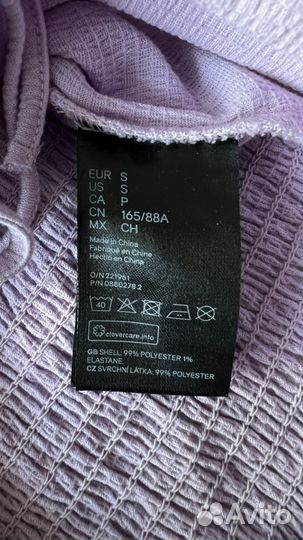 EUR S
US S
CA P
CN 165/88A
MX CH
Made in China
Fabriqué en Chine
Hecho en China
O/N 221961
P/N 0880278 2
40
clevercare.info
GB SHELL: 99% POLYESTER 1%
ELASTANE.
CZ SVRCHNÍ LÁTKA: 99% POLYESTER
Avito